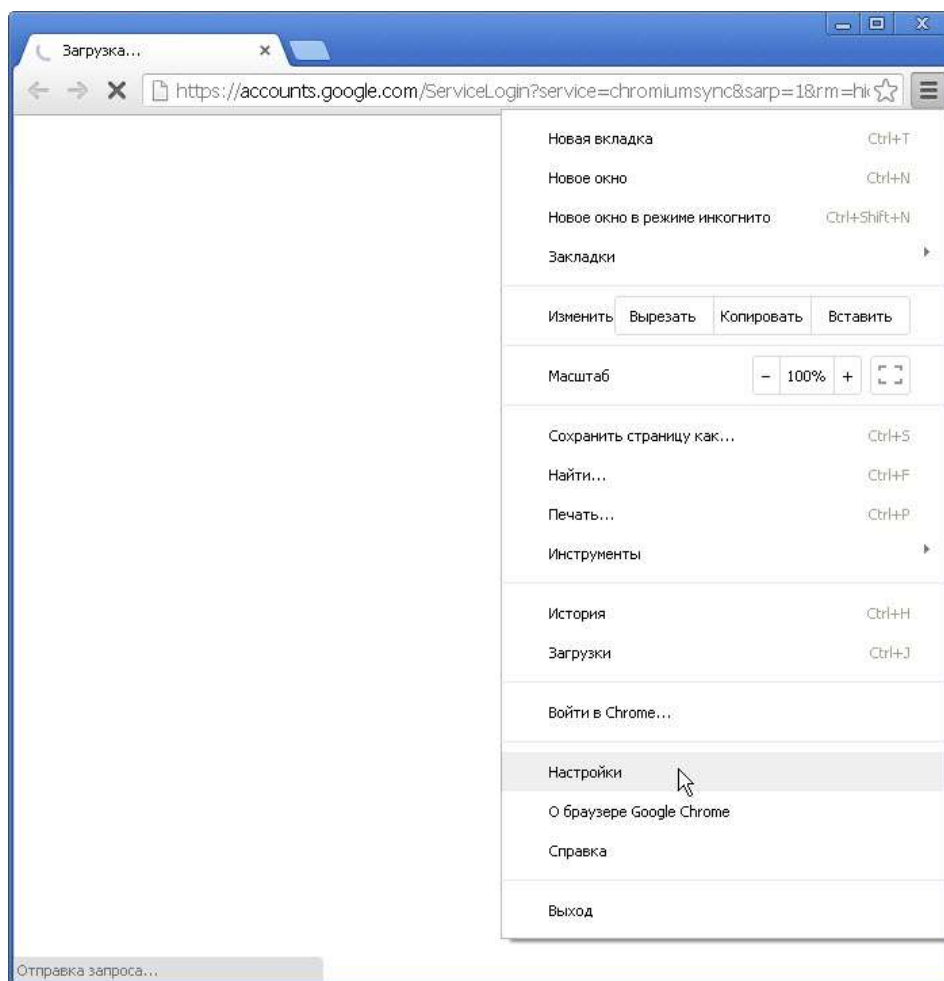 Загрузка...
https://accounts.google.com/ServiceLogin?service=chromiumsync&sarp=1&rm=hi
Новая вкладка Ctrl+T
Новое окно Ctrl+N
Новое окно в режиме инкогнито Ctrl+Shift+N
Закладки
Изменить Вырезать Копировать Вставить
Масштаб - 100% +
Сохранить страницу как... Ctrl+S
Найти... Ctrl+F
Печать... Ctrl+P
Инструменты
История Ctrl+H
Загрузки Ctrl+J
Войти в Chrome...
Настройки
О браузере Google Chrome
Справка
Выход
Отправка запроса...